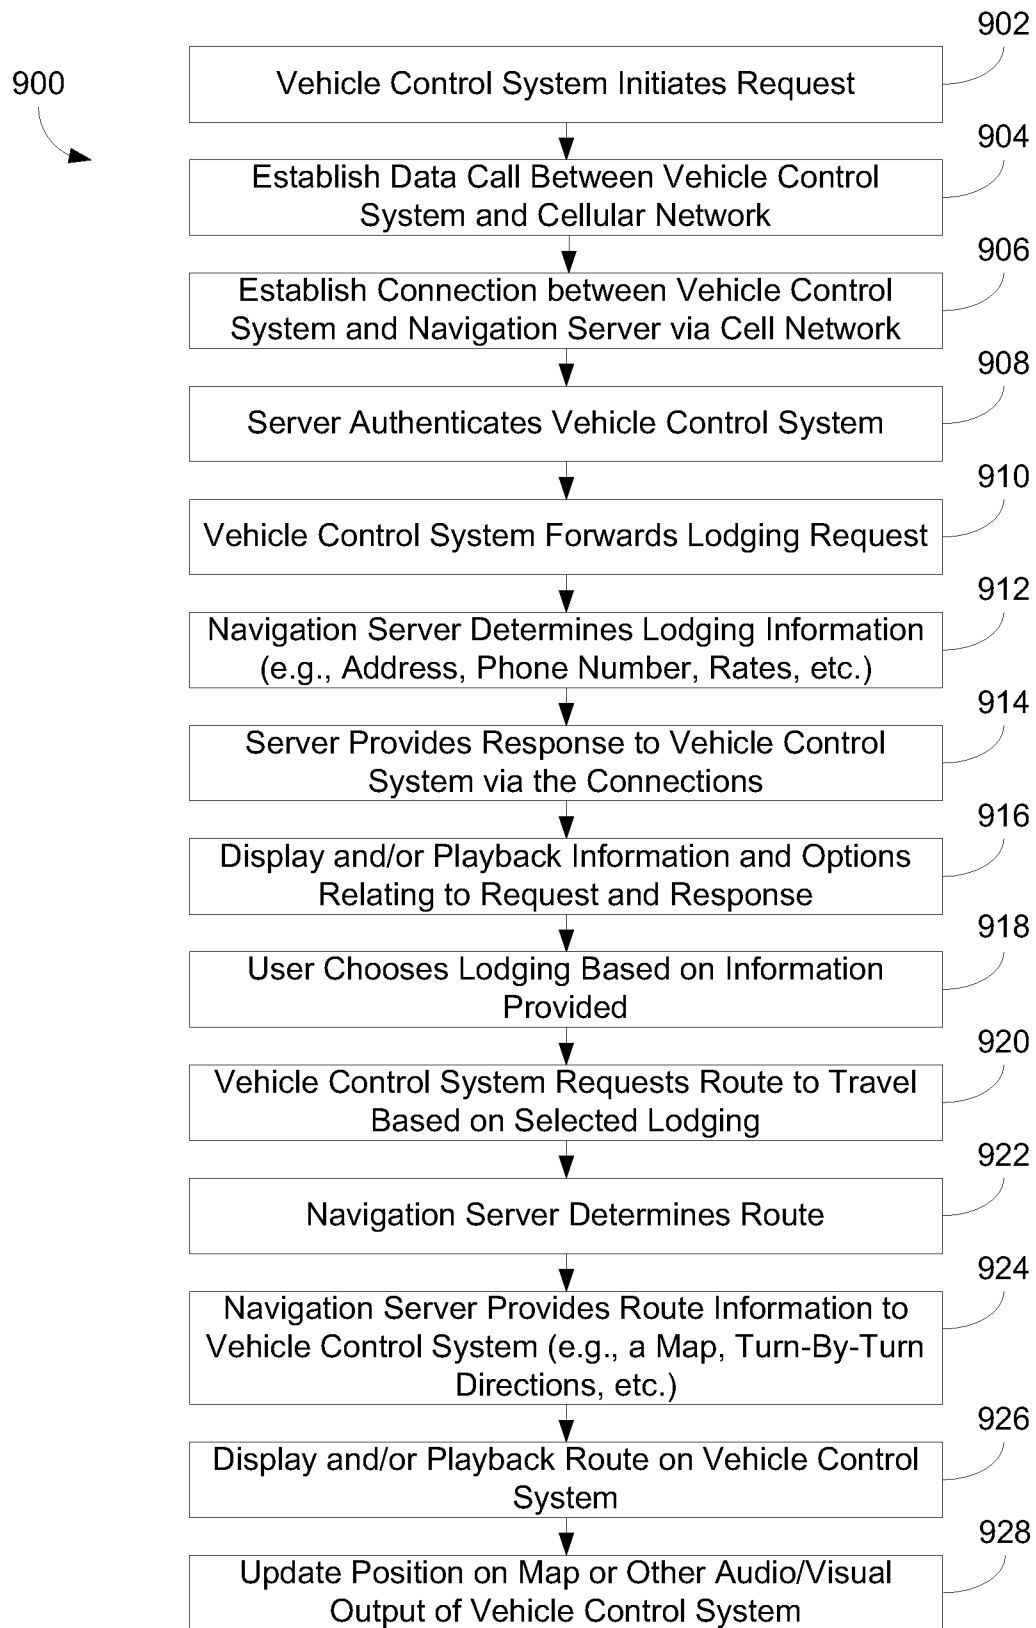 902
900
Vehicle Control System Initiates Request
904
Establish Data Call Between Vehicle Control
System and Cellular Network
906
Establish Connection between Vehicle Control
System and Navigation Server via Cell Network
908
Server Authenticates Vehicle Control System
910
Vehicle Control System Forwards Lodging Request
912
Navigation Server Determines Lodging Information
(e.g., Address, Phone Number, Rates, etc.)
914
Server Provides Response to Vehicle Control
System via the Connections
916
Display and/or Playback Information and Options
Relating to Request and Response
918
User Chooses Lodging Based on Information
Provided
920
Vehicle Control System Requests Route to Travel
Based on Selected Lodging
922
Navigation Server Determines Route
924
Navigation Server Provides Route Information to
Vehicle Control System (e.g., a Map, Turn-By-Turn
Directions, etc.)
926
Display and/or Playback Route on Vehicle Control
System
928
Update Position on Map or Other Audio/Visual
Output of Vehicle Control System